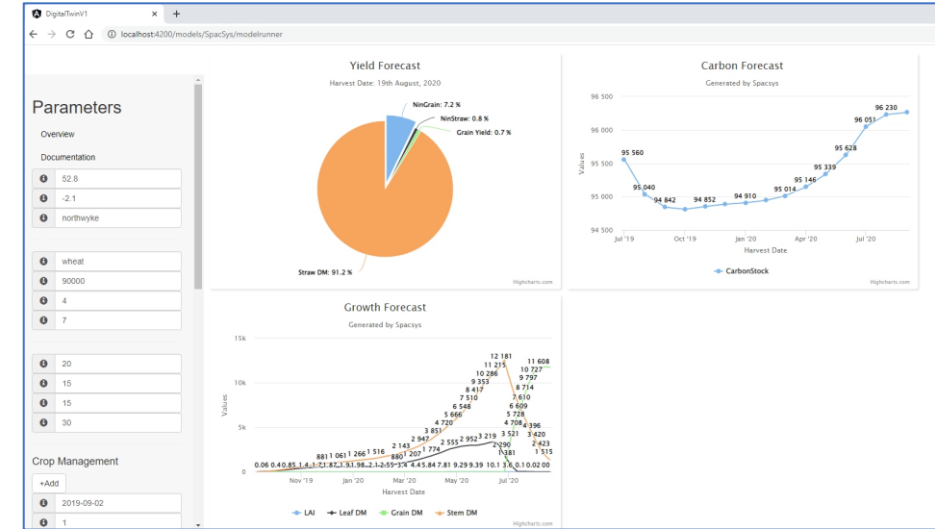 DigitalTwinV1
localhost:4200/models/SpacSys/modelrunner
Parameters
Overview
Documentation
52.8
-2.1
northwyke
wheat
90000
4
7
20
15
15
30
Crop Management
+Add
2019-09-02
1
Yield Forecast
Harvest Date: 19th August, 2020
NinGrain: 7.2 %
NinStraw: 0.8 %
Grain Yield: 0.7 %
Straw DM: 91.2 %
Highcharts.com
Carbon Forecast
Generated by Spacsys
96 500
96 000
95 500
95 000
94 500
Values
95 560
95 040
94 842
94 852
94 910
95 014
95 146
95 339
95 628
96 051
96 230
Jul '19
Oct '19
Jan '20
Apr '20
Jul '20
Harvest Date
CarbonStock
Highcharts.com
Growth Forecast
Generated by Spacsys
15k
10k
5k
0
Values
12 181
11 215
10 286
9 353
8 417
7 510
6 548
5 666
4 720
3 851
2 947
2 143
881 1 061 1 266 1 516
880 1 207 1 774
2 555 2 952 3 219
2 290
1 381
11 608
10 727
9 797
8 714
7 610
6 609
5 728
4 708
4 396
3 521
3 420
2 423
1 515
Nov '19
Jan '20
Mar '20
May '20
Jul '20
Harvest Date
LAI
Leaf DM
Grain DM
Stem DM
Highcharts.com